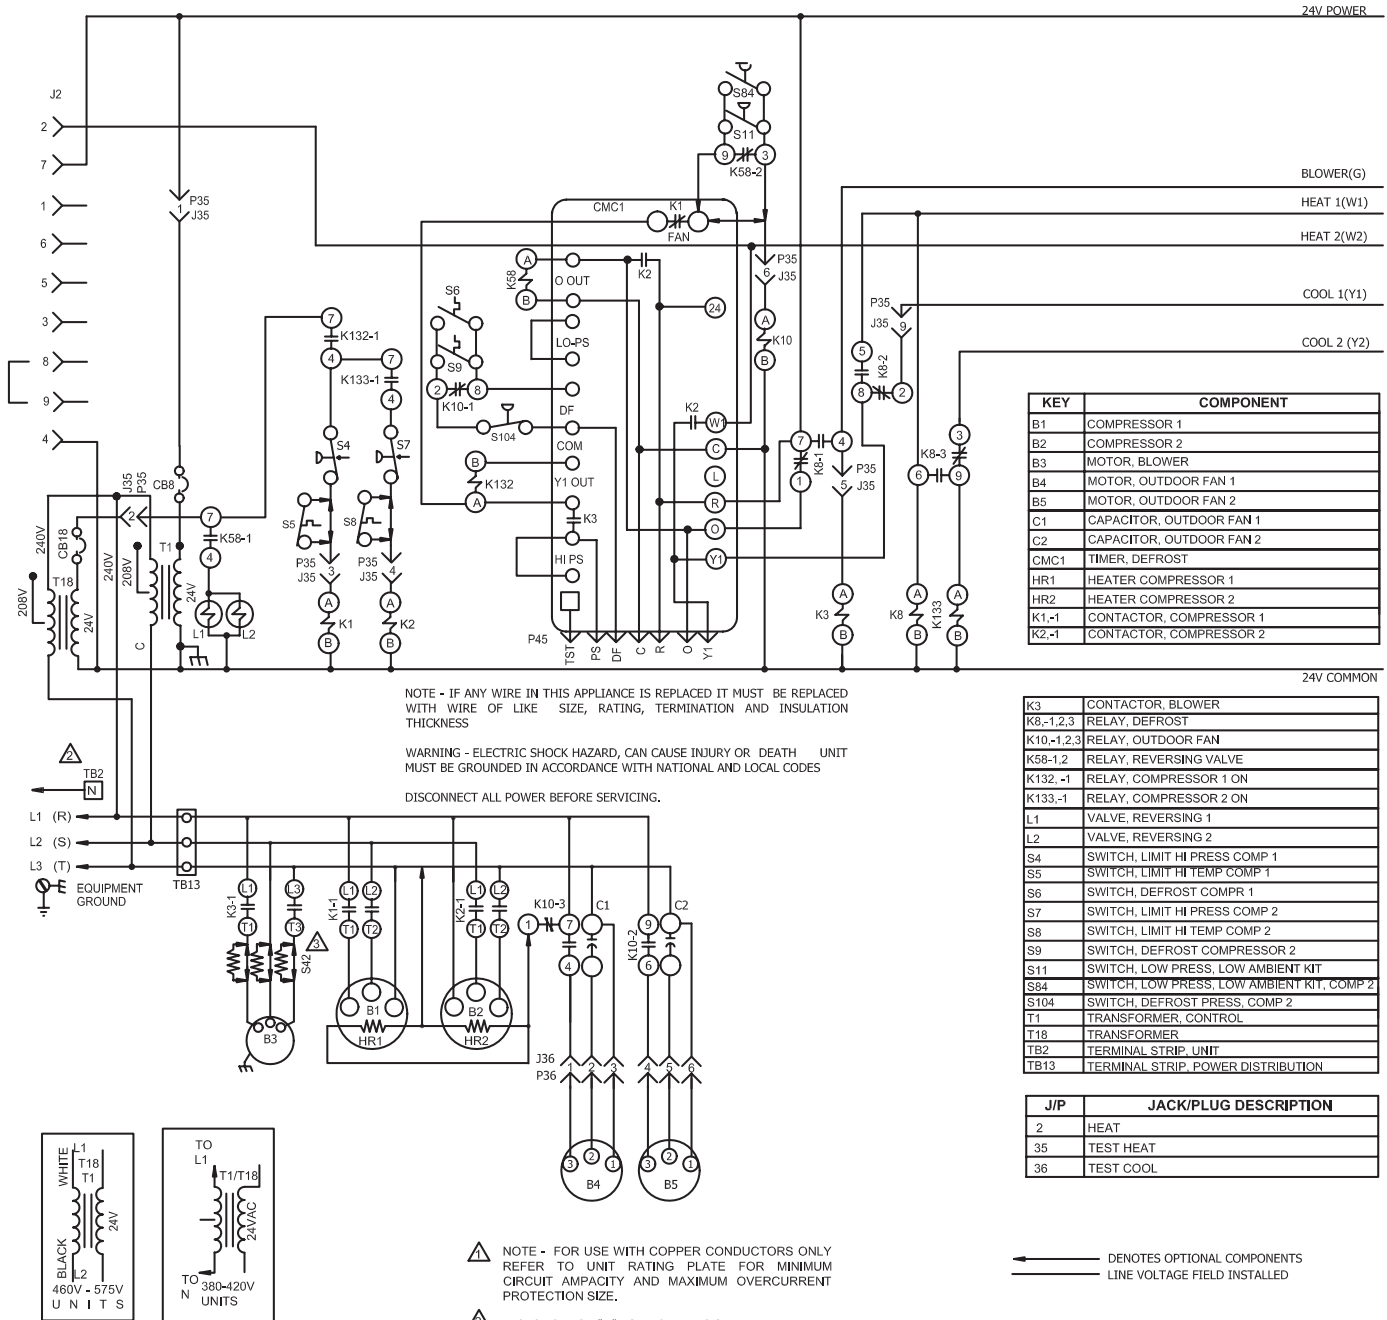 24V POWER
J2
2
7
1
6
5
3
8
9
4
P35
1
J35
S84
S11
9
3
K58-2
BLOWER(G)
HEAT 1(W1)
HEAT 2(W2)
COOL 1(Y1)
COOL 2 (Y2)
CMC1
K1
FAN
P35
6
J35
A
K10
B
A
K58
B
O OUT
K2
24
LO-PS
DF
COM
Y1 OUT
K3
HI PS
S6
S9
2
8
K10-1
S104
B
K132
A
7
K132-1
4
7
K133-1
4
S4
S7
S5
S8
P35
J35
3
P35
J35
4
A
K1
B
A
K2
B
K2
W1
C
L
R
O
Y1
P45
TST
PS
DF
C
R
O
Y1
7
K8-1
4
1
P35
5
J35
A
K3
B
5
K8-2
8
2
P35
J35
9
3
K8-3
6
9
A
K8
B
A
K133
B
J35
P35
2
CB8
CB18
240V
240V
208V
208V
T18
24V
C
T1
24V
7
K58-1
4
L1
L2
24V COMMON
KEY COMPONENT
B1 COMPRESSOR 1
B2 COMPRESSOR 2
B3 MOTOR, BLOWER
B4 MOTOR, OUTDOOR FAN 1
B5 MOTOR, OUTDOOR FAN 2
C1 CAPACITOR, OUTDOOR FAN 1
C2 CAPACITOR, OUTDOOR FAN 2
CMC1 TIMER, DEFROST
HR1 HEATER COMPRESSOR 1
HR2 HEATER COMPRESSOR 2
K1,-1 CONTACTOR, COMPRESSOR 1
K2,-1 CONTACTOR, COMPRESSOR 2
K3 CONTACTOR, BLOWER
K8,-1,2,3 RELAY, DEFROST
K10,-1,2,3 RELAY, OUTDOOR FAN
K58-1,2 RELAY, REVERSING VALVE
K132, -1 RELAY, COMPRESSOR 1 ON
K133,-1 RELAY, COMPRESSOR 2 ON
L1 VALVE, REVERSING 1
L2 VALVE, REVERSING 2
S4 SWITCH, LIMIT HI PRESS COMP 1
S5 SWITCH, LIMIT HI TEMP COMP 1
S6 SWITCH, DEFROST COMPR 1
S7 SWITCH, LIMIT HI PRESS COMP 2
S8 SWITCH, LIMIT HI TEMP COMP 2
S9 SWITCH, DEFROST COMPRESSOR 2
S11 SWITCH, LOW PRESS, LOW AMBIENT KIT
S84 SWITCH, LOW PRESS, LOW AMBIENT KIT, COMP 2
S104 SWITCH, DEFROST PRESS, COMP 2
T1 TRANSFORMER, CONTROL
T18 TRANSFORMER
TB2 TERMINAL STRIP, UNIT
TB13 TERMINAL STRIP, POWER DISTRIBUTION
J/P JACK/PLUG DESCRIPTION
2 HEAT
35 TEST HEAT
36 TEST COOL
NOTE - IF ANY WIRE IN THIS APPLIANCE IS REPLACED IT MUST BE REPLACED
WITH WIRE OF LIKE SIZE, RATING, TERMINATION AND INSULATION
THICKNESS
WARNING - ELECTRIC SHOCK HAZARD, CAN CAUSE INJURY OR DEATH UNIT
MUST BE GROUNDED IN ACCORDANCE WITH NATIONAL AND LOCAL CODES
DISCONNECT ALL POWER BEFORE SERVICING.
2
TB2
N
L1 (R)
L2 (S)
L3 (T)
EQUIPMENT
GROUND
TB13
L1
K3-1
T1
L3
T3
3
S42
B3
L1
L2
K1-1
T1
T2
B1
HR1
L1
L2
K2-1
T1
T2
B2
HR2
K10-3
1
7
4
C1
9
K10-2
6
C2
J36
P36
1
2
3
4
5
6
3
2
1
B4
3
2
1
B5
WHITE
L1
T18
T1
24V
BLACK
L2
460V - 575V
U N I T S
TO
L1
T1/T18
24VAC
TO
N
380-420V
UNITS
1
NOTE - FOR USE WITH COPPER CONDUCTORS ONLY
REFER TO UNIT RATING PLATE FOR MINIMUM
CIRCUIT AMPACITY AND MAXIMUM OVERCURRENT
PROTECTION SIZE.
DENOTES OPTIONAL COMPONENTS
LINE VOLTAGE FIELD INSTALLED